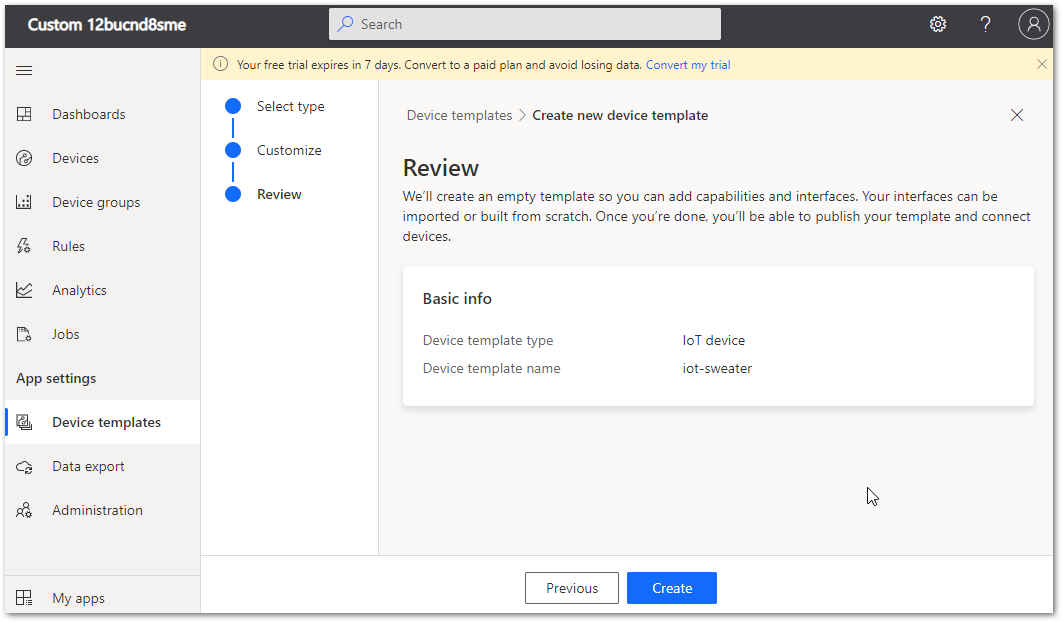 Custom 12bucnd8sme
Search
?
Your free trial expires in 7 days. Convert to a paid plan and avoid losing data. Convert my trial
Dashboards
Devices
Device groups
Rules
Analytics
Jobs
App settings
Device templates
Data export
Administration
My apps
Select type
Customize
Review
Device templates > Create new device template
Review
We’ll create an empty template so you can add capabilities and interfaces. Your interfaces can be
imported or built from scratch. Once you’re done, you’ll be able to publish your template and connect
devices.
Basic info
Device template type IoT device
Device template name iot-sweater
Previous
Create